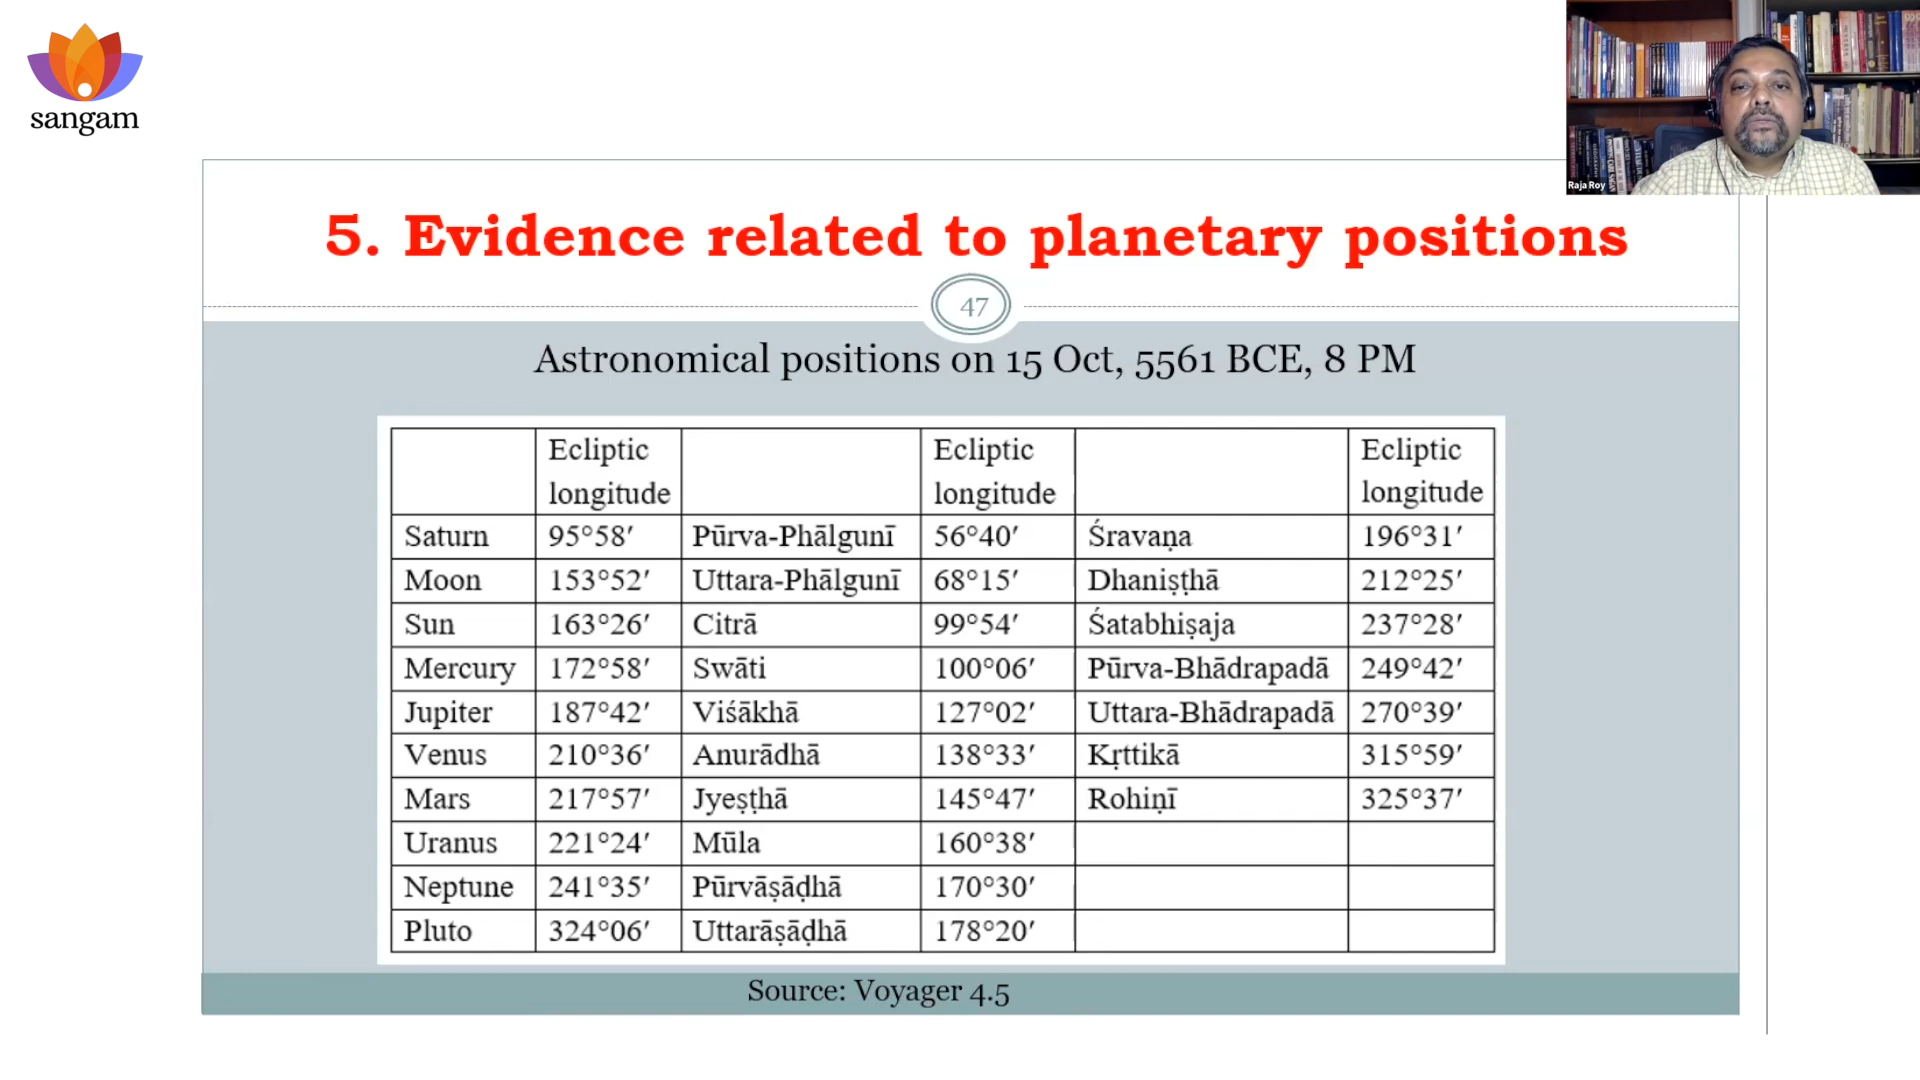 sangam
Raja Roy
5. Evidence related to planetary positions
47
Astronomical positions on 15 Oct, 5561 BCE, 8 PM
Ecliptic longitude Ecliptic longitude Ecliptic longitude
Saturn 95°58′ Pūrva-Phālgunī 56°40′ Śravaṇa 196°31′
Moon 153°52′ Uttara-Phālgunī 68°15′ Dhaniṣṭhā 212°25′
Sun 163°26′ Citrā 99°54′ Śatabhiṣaja 237°28′
Mercury 172°58′ Swāti 100°06′ Pūrva-Bhādrapadā 249°42′
Jupiter 187°42′ Viśākhā 127°02′ Uttara-Bhādrapadā 270°39′
Venus 210°36′ Anurādhā 138°33′ Kṛttikā 315°59′
Mars 217°57′ Jyeṣṭhā 145°47′ Rohiṇī 325°37′
Uranus 221°24′ Mūla 160°38′
Neptune 241°35′ Pūrvāṣāḍhā 170°30′
Pluto 324°06′ Uttarāṣāḍhā 178°20′
Source: Voyager 4.5